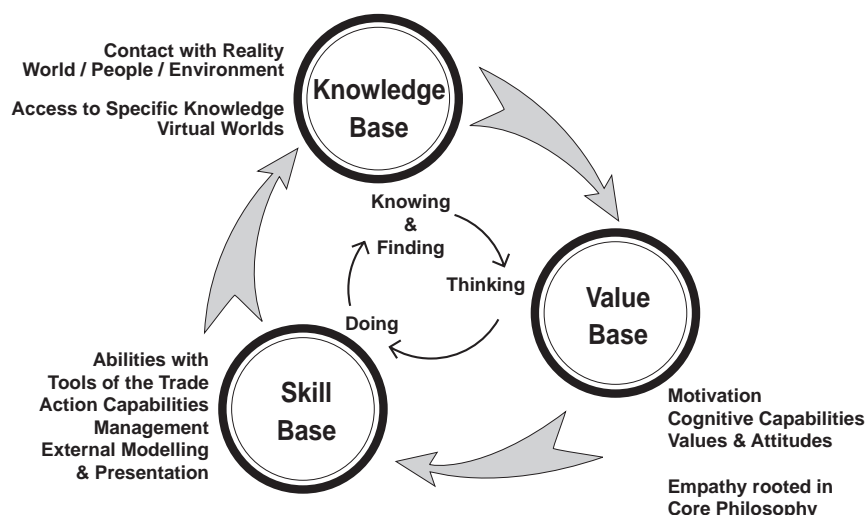 Contact with Reality
World / People / Environment
Access to Specific Knowledge
Virtual Worlds
Knowledge
Base
Knowing
&
Finding
Thinking
Doing
Value
Base
Motivation
Cognitive Capabilities
Values & Attitudes
Empathy rooted in
Core Philosophy
Skill
Base
Abilities with
Tools of the Trade
Action Capabilities
Management
External Modelling
& Presentation